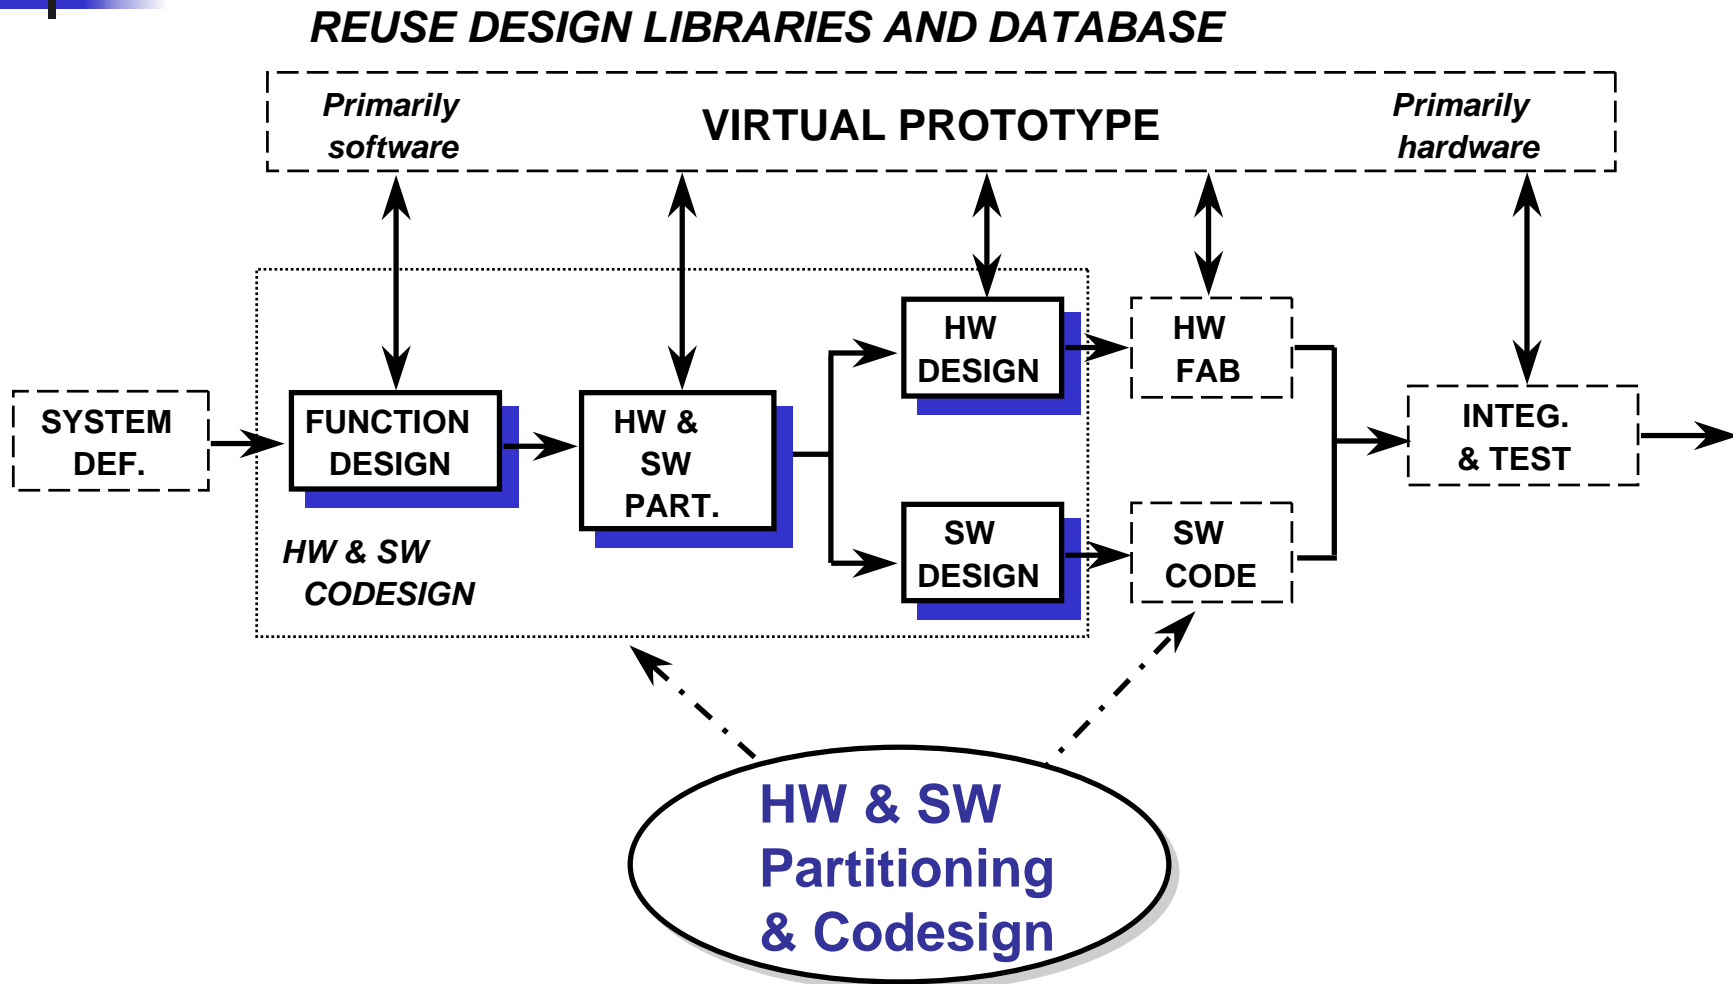 REUSE DESIGN LIBRARIES AND DATABASE
Primarily
software
VIRTUAL PROTOTYPE
Primarily
hardware
SYSTEM
DEF.
FUNCTION
DESIGN
HW &
SW
PART.
HW
DESIGN
HW
FAB
SW
DESIGN
SW
CODE
INTEG.
& TEST
HW & SW
CODESIGN
HW & SW
Partitioning
& Codesign